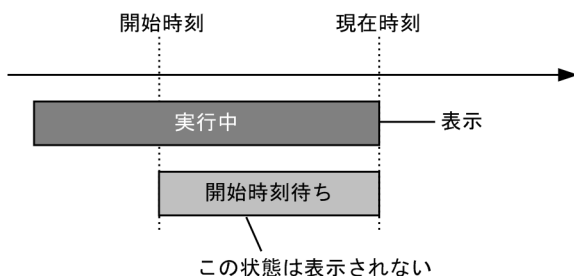 開始時刻
現在時刻
実行中
表示
開始時刻待ち
この状態は表示されない